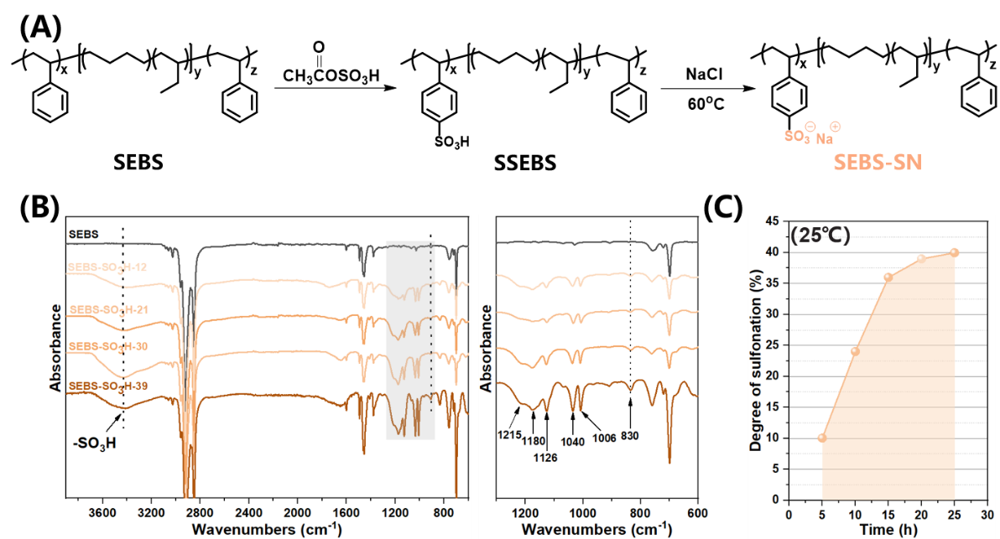 (A)
O
CH3COSO3H
NaCl
60°C
x
y
z
SO3H
x
y
z
SO3⊖ Na⊕
x
y
z
SEBS
SSEBS
SEBS-SN
(B)
SEBS
SEBS-SO3H-12
SEBS-SO3H-21
SEBS-SO3H-30
SEBS-SO3H-39
-SO3H
Absorbance
3600 3200 2800 2400 2000 1600 1200 800
Wavenumbers (cm-1)
Absorbance
1215 1180 1126 1040 1006 830
1200 1000 800 600
Wavenumbers (cm-1)
(C)
(25℃)
Degree of sulfonation (%)
45
40
35
30
25
20
15
10
5
0
0 5 10 15 20 25 30
Time (h)